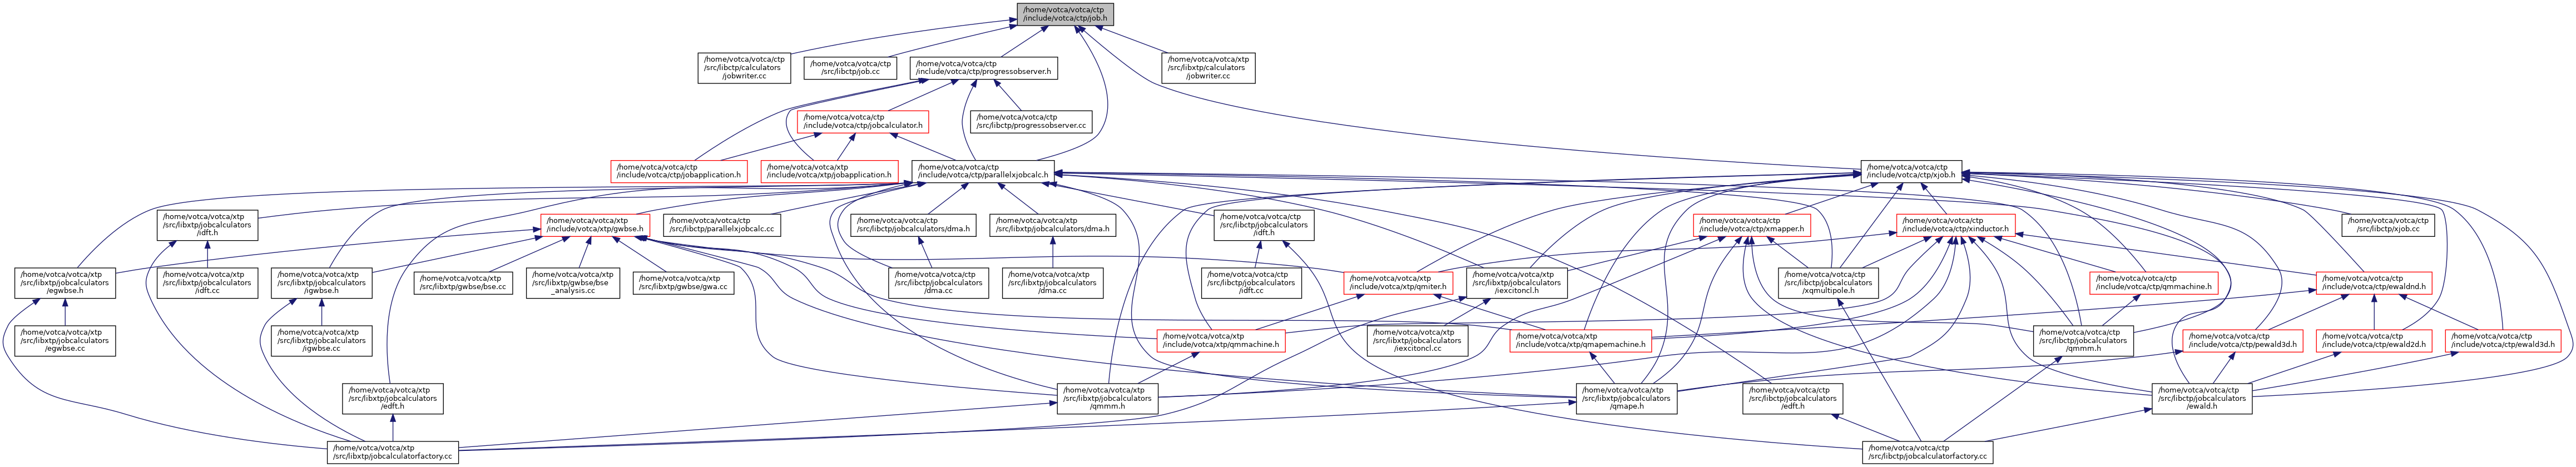 /home/votca/votca/ctp
/include/votca/ctp/job.h
/home/votca/votca/ctp
/src/libctp/calculators
/jobwriter.cc
/home/votca/votca/ctp
/src/libctp/job.cc
/home/votca/votca/ctp
/include/votca/ctp/progressobserver.h
/home/votca/votca/xtp
/src/libxtp/calculators
/jobwriter.cc
/home/votca/votca/ctp
/include/votca/ctp/jobcalculator.h
/home/votca/votca/ctp
/src/libctp/progressobserver.cc
/home/votca/votca/ctp
/include/votca/ctp/jobapplication.h
/home/votca/votca/xtp
/include/votca/xtp/jobapplication.h
/home/votca/votca/ctp
/include/votca/ctp/parallelxjobcalc.h
/home/votca/votca/ctp
/include/votca/ctp/xjob.h
/home/votca/votca/xtp
/src/libxtp/jobcalculators
/idft.h
/home/votca/votca/xtp
/include/votca/xtp/gwbse.h
/home/votca/votca/ctp
/src/libctp/parallelxjobcalc.cc
/home/votca/votca/ctp
/src/libctp/jobcalculators/dma.h
/home/votca/votca/xtp
/src/libxtp/jobcalculators/dma.h
/home/votca/votca/ctp
/src/libctp/jobcalculators
/idft.h
/home/votca/votca/ctp
/include/votca/ctp/xmapper.h
/home/votca/votca/ctp
/include/votca/ctp/xinductor.h
/home/votca/votca/ctp
/src/libctp/xjob.cc
/home/votca/votca/xtp
/src/libxtp/jobcalculators
/egwbse.h
/home/votca/votca/xtp
/src/libxtp/jobcalculators
/idft.cc
/home/votca/votca/xtp
/src/libxtp/jobcalculators
/igwbse.h
/home/votca/votca/xtp
/src/libxtp/gwbse/bse.cc
/home/votca/votca/xtp
/src/libxtp/gwbse/bse
_analysis.cc
/home/votca/votca/xtp
/src/libxtp/gwbse/gwa.cc
/home/votca/votca/ctp
/src/libctp/jobcalculators
/dma.cc
/home/votca/votca/xtp
/src/libxtp/jobcalculators
/dma.cc
/home/votca/votca/ctp
/src/libctp/jobcalculators
/idft.cc
/home/votca/votca/xtp
/include/votca/xtp/qmiter.h
/home/votca/votca/xtp
/src/libxtp/jobcalculators
/iexcitoncl.h
/home/votca/votca/ctp
/src/libctp/jobcalculators
/xqmultipole.h
/home/votca/votca/ctp
/include/votca/ctp/qmmachine.h
/home/votca/votca/ctp
/include/votca/ctp/ewaldnd.h
/home/votca/votca/xtp
/src/libxtp/jobcalculators
/egwbse.cc
/home/votca/votca/xtp
/src/libxtp/jobcalculators
/igwbse.cc
/home/votca/votca/xtp
/include/votca/xtp/qmmachine.h
/home/votca/votca/xtp
/src/libxtp/jobcalculators
/iexcitoncl.cc
/home/votca/votca/xtp
/include/votca/xtp/qmapemachine.h
/home/votca/votca/ctp
/src/libctp/jobcalculators
/qmmm.h
/home/votca/votca/ctp
/include/votca/ctp/pewald3d.h
/home/votca/votca/ctp
/include/votca/ctp/ewald2d.h
/home/votca/votca/ctp
/include/votca/ctp/ewald3d.h
/home/votca/votca/xtp
/src/libxtp/jobcalculators
/edft.h
/home/votca/votca/xtp
/src/libxtp/jobcalculators
/qmmm.h
/home/votca/votca/xtp
/src/libxtp/jobcalculators
/qmape.h
/home/votca/votca/ctp
/src/libctp/jobcalculators
/edft.h
/home/votca/votca/ctp
/src/libctp/jobcalculators
/ewald.h
/home/votca/votca/xtp
/src/libxtp/jobcalculatorfactory.cc
/home/votca/votca/ctp
/src/libctp/jobcalculatorfactory.cc